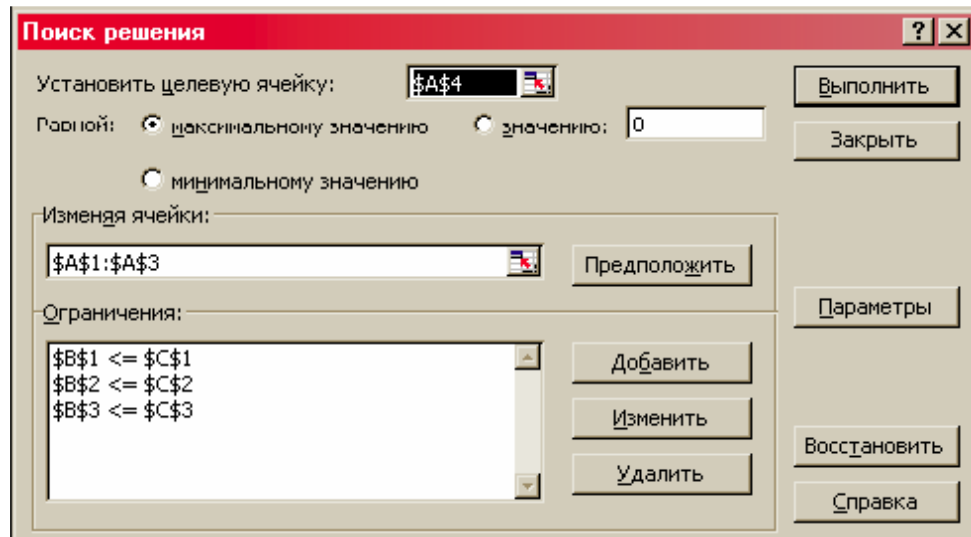 Поиск решения
Установить целевую ячейку: $A$4
Выполнить
Равной: максимальному значению значению: 0
Закрыть
минимальному значению
Изменяя ячейки:
$A$1:$A$3
Предположить
Параметры
Ограничения:
$B$1 <= $C$1
$B$2 <= $C$2
$B$3 <= $C$3
Добавить
Изменить
Удалить
Восстановить
Справка